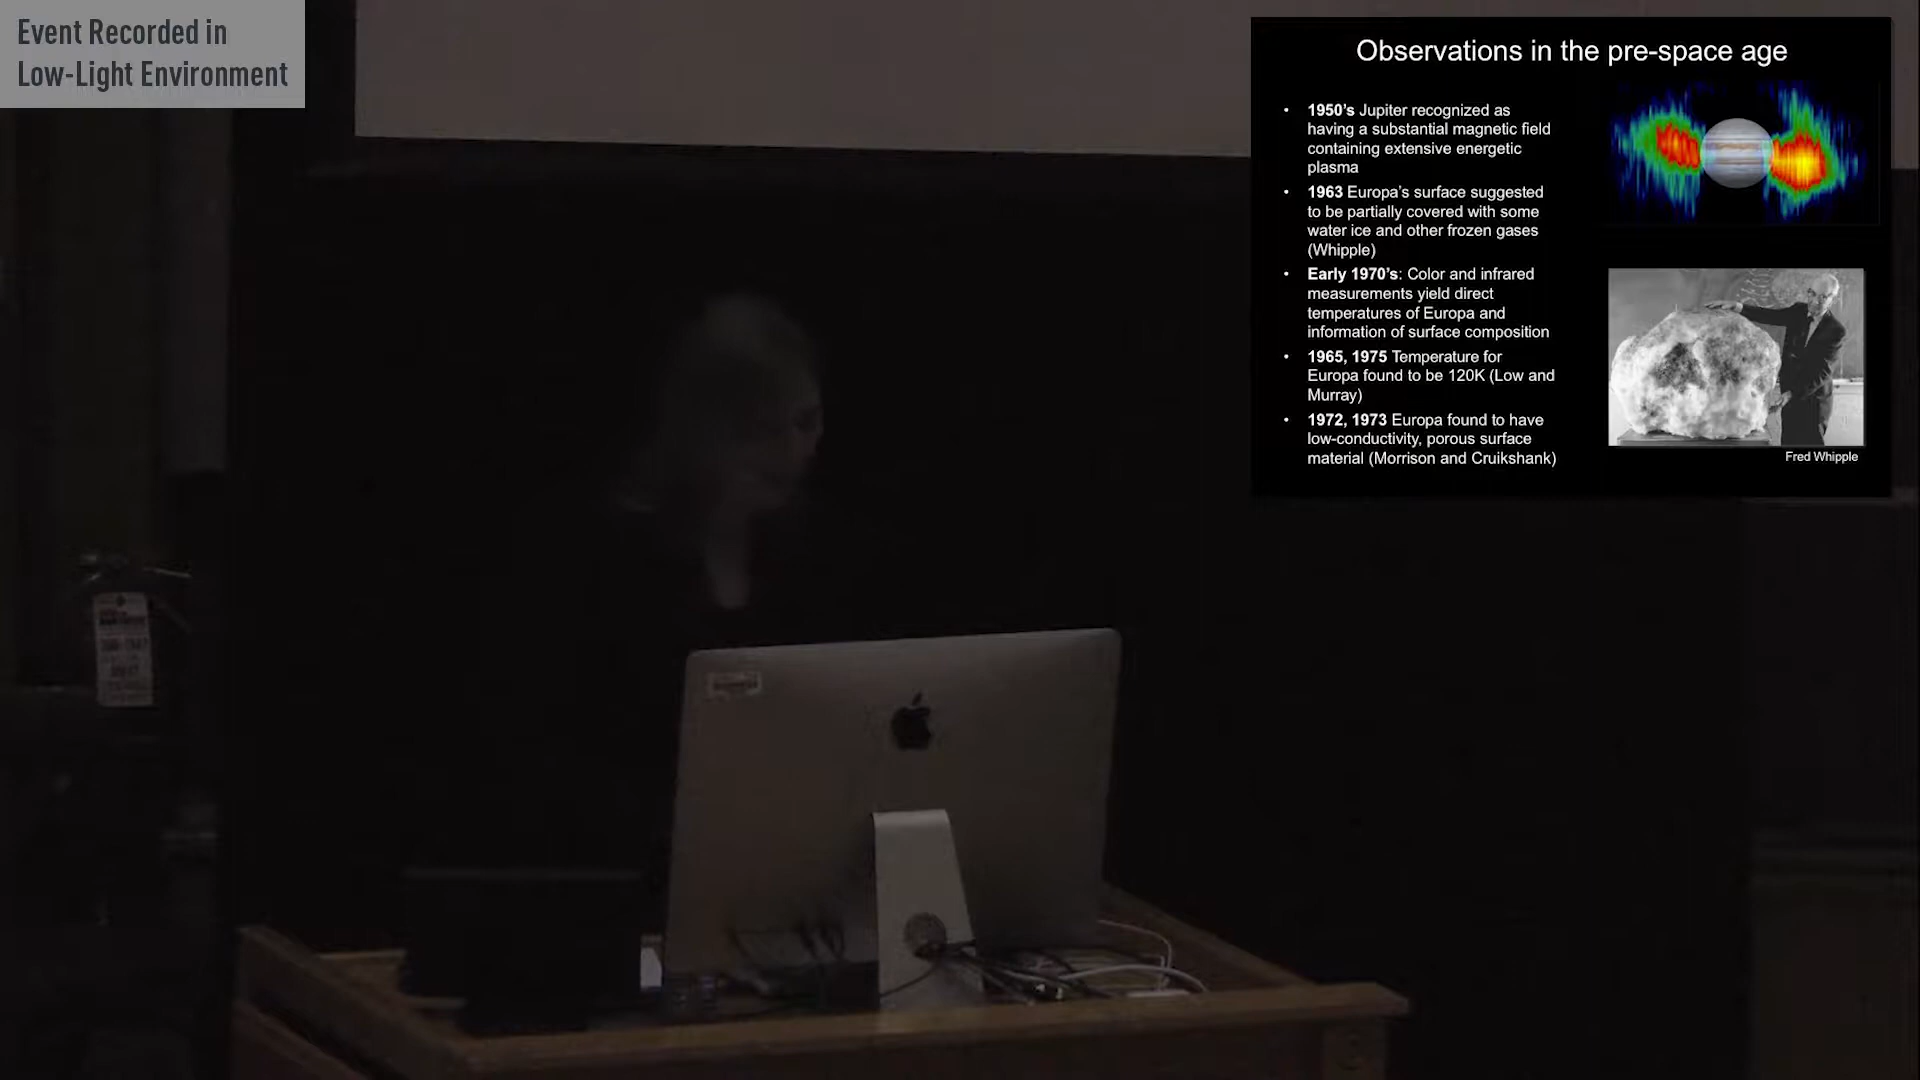 Event Recorded in
Low-Light Environment
Observations in the pre-space age
• 1950's Jupiter recognized as
having a substantial magnetic field
containing extensive energetic
plasma
• 1963 Europa's surface suggested
to be partially covered with some
water ice and other frozen gases
(Whipple)
• Early 1970's: Color and infrared
measurements yield direct
temperatures of Europa and
information of surface composition
• 1965, 1975 Temperature for
Europa found to be 120K (Low and
Murray)
• 1972, 1973 Europa found to have
low-conductivity, porous surface
material (Morrison and Cruikshank)
Fred Whipple